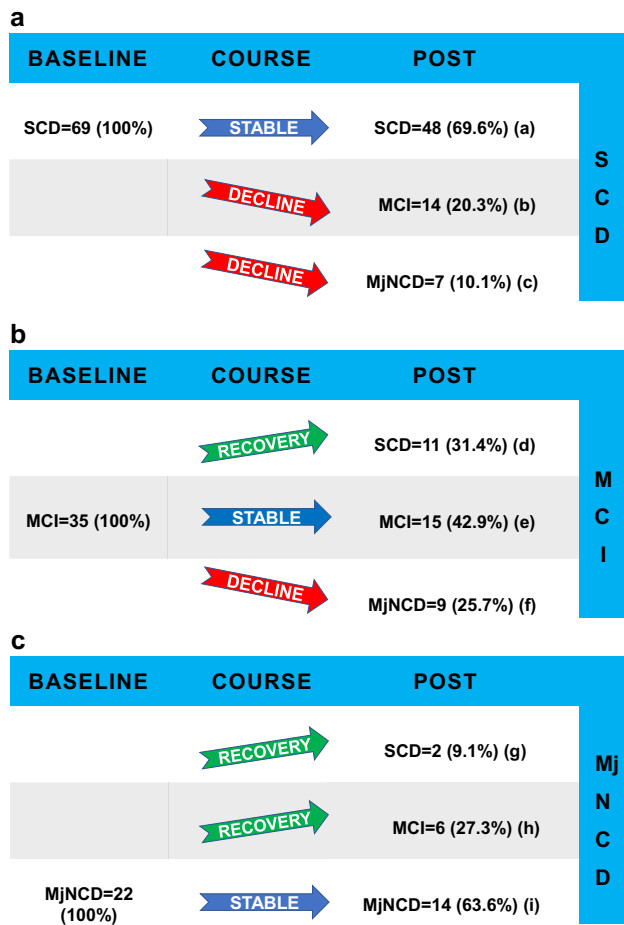 a
BASELINE COURSE POST
SCD=69 (100%) STABLE SCD=48 (69.6%) (a)
DECLINE MCI=14 (20.3%) (b)
DECLINE MjNCD=7 (10.1%) (c)
S
C
D
b
BASELINE COURSE POST
RECOVERY SCD=11 (31.4%) (d)
MCI=35 (100%) STABLE MCI=15 (42.9%) (e)
DECLINE MjNCD=9 (25.7%) (f)
M
C
I
c
BASELINE COURSE POST
RECOVERY SCD=2 (9.1%) (g)
RECOVERY MCI=6 (27.3%) (h)
MjNCD=22
(100%) STABLE MjNCD=14 (63.6%) (i)
Mj
N
C
D